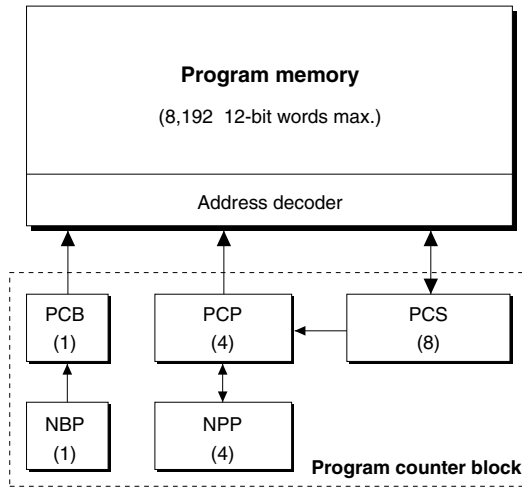 Program memory
(8,192 12-bit words max.)
Address decoder
PCB
(1)
PCP
(4)
PCS
(8)
NBP
(1)
NPP
(4)
Program counter block